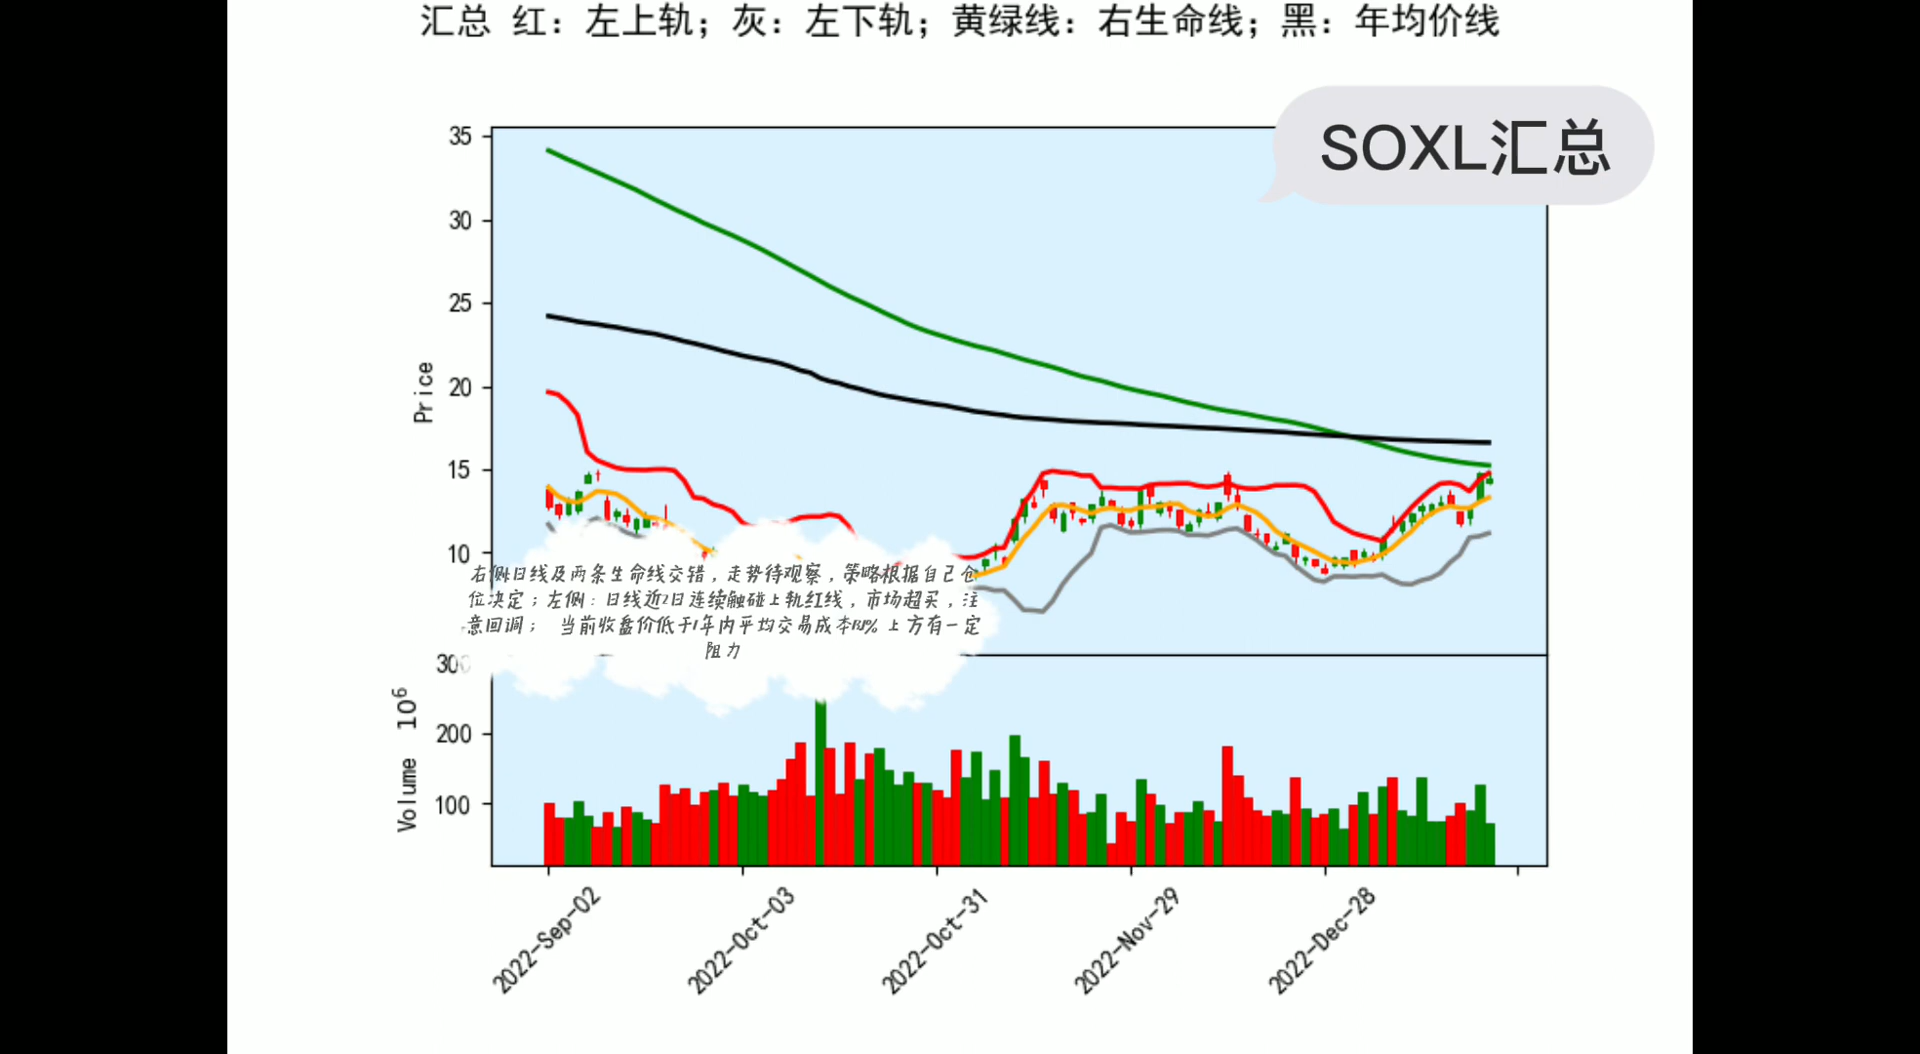 汇总 红：左上轨；灰：左下轨；黄绿线：右生命线；黑：年均价线
SOXL汇总
35
30
25
20
15
10
Price
右侧:日线及两条生命线交错，走势待观察，策略根据自己仓
位决定；左侧：日线近2日连续触碰上轨红线，市场超买，注
意回调； 当前收盘价低于1年内平均交易成本 上方有一定
阻力
300
200
100
Volume 10⁶
2022-Sep-02
2022-Oct-03
2022-Oct-31
2022-Nov-29
2022-Dec-28